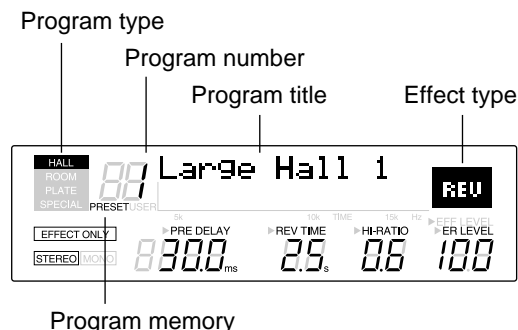 Program type
Program number
Program title
Effect type
HALL
ROOM
PLATE
SPECIAL
1
PRESET USER
Large Hall 1
REV
5k 10k TIME 15k Hz
EFFECT ONLY
STEREO MONO
▶PRE DELAY ▶REV TIME ▶HI-RATIO ▶EFF LEVEL
▶ER LEVEL
30.0 ms 2.5 s 0.6 100
Program memory